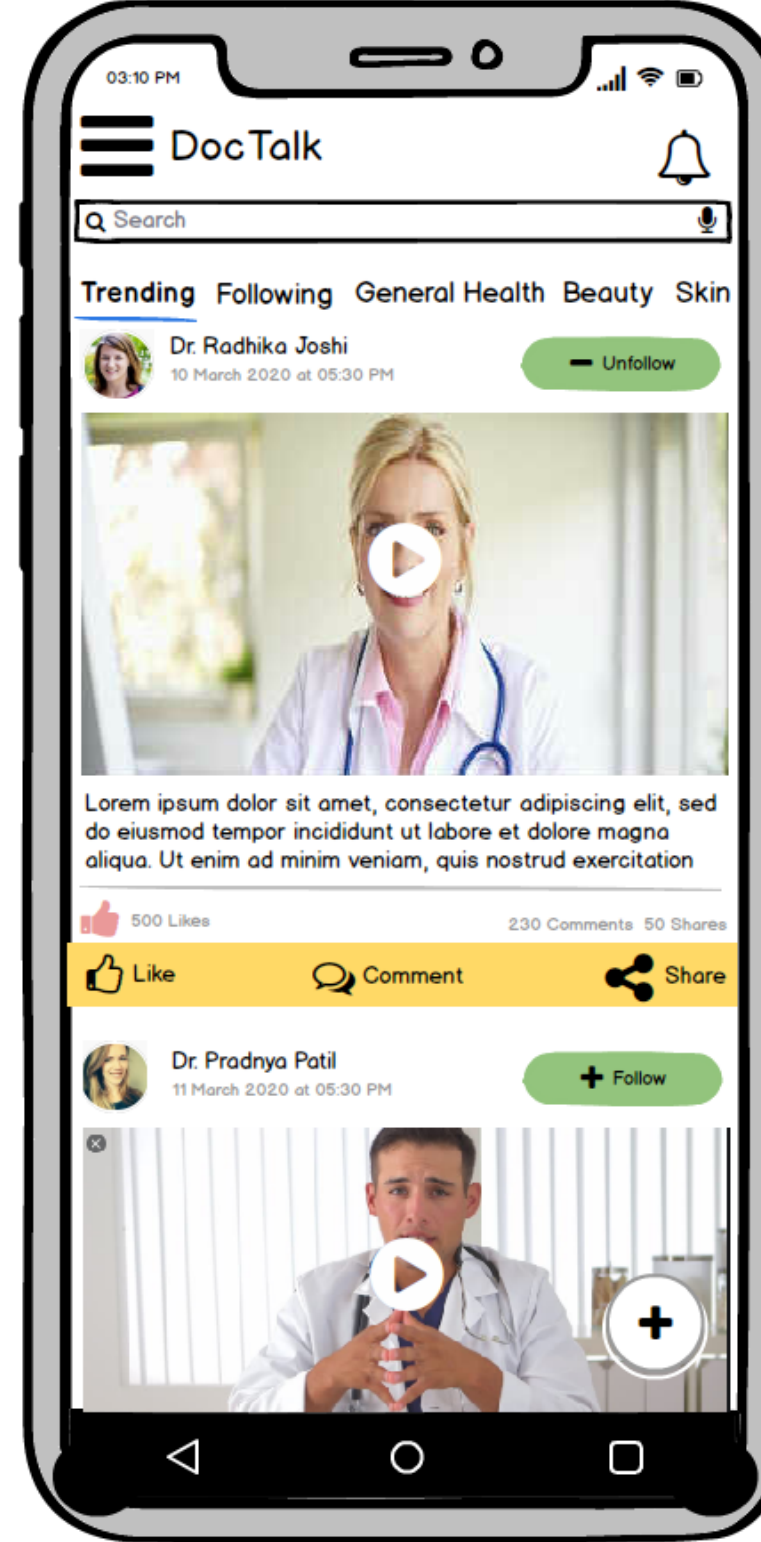 03:10 PM
DocTalk
Search
Trending Following General Health Beauty Skin
Dr. Radhika Joshi
10 March 2020 at 05:30 PM
Unfollow
Lorem ipsum dolor sit amet, consectetur adipiscing elit, sed
do eiusmod tempor incididunt ut labore et dolore magna
aliqua. Ut enim ad minim veniam, quis nostrud exercitation
500 Likes
230 Comments 50 Shares
Like Comment Share
Dr. Pradnya Patil
11 March 2020 at 05:30 PM
Follow